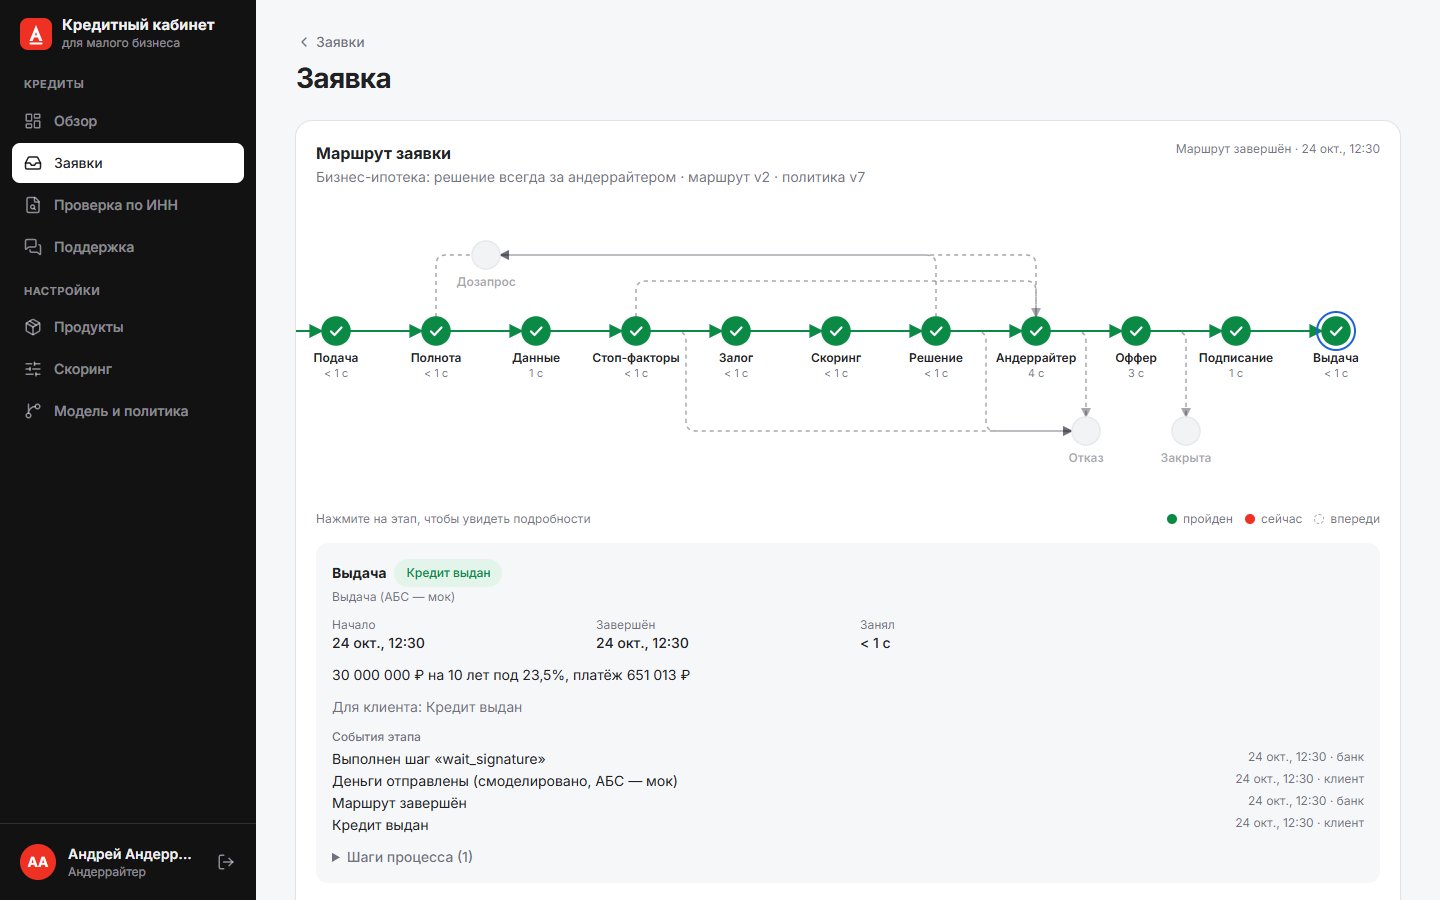 Кредитный кабинет
для малого бизнеса
КРЕДИТЫ
Обзор
Заявки
Проверка по ИНН
Поддержка
НАСТРОЙКИ
Продукты
Скоринг
Модель и политика
АА
Андрей Андерр...
Андеррайтер
Заявки
Заявка
Маршрут заявки
Маршрут завершён · 24 окт., 12:30
Бизнес-ипотека: решение всегда за андеррайтером · маршрут v2 · политика v7
Дозапрос
Подача
< 1 с
Полнота
< 1 с
Данные
1 с
Стоп-факторы
< 1 с
Залог
< 1 с
Скоринг
< 1 с
Решение
< 1 с
Андеррайтер
4 с
Оффер
3 с
Подписание
1 с
Выдача
< 1 с
Отказ
Закрыта
Нажмите на этап, чтобы увидеть подробности
пройден
сейчас
впереди
Выдача
Кредит выдан
Выдача (АБС — мок)
Начало
24 окт., 12:30
Завершён
24 окт., 12:30
Занял
< 1 с
30 000 000 ₽ на 10 лет под 23,5%, платёж 651 013 ₽
Для клиента: Кредит выдан
События этапа
Выполнен шаг «wait_signature»
24 окт., 12:30 · банк
Деньги отправлены (смоделировано, АБС — мок)
24 окт., 12:30 · клиент
Маршрут завершён
24 окт., 12:30 · банк
Кредит выдан
24 окт., 12:30 · клиент
Шаги процесса (1)